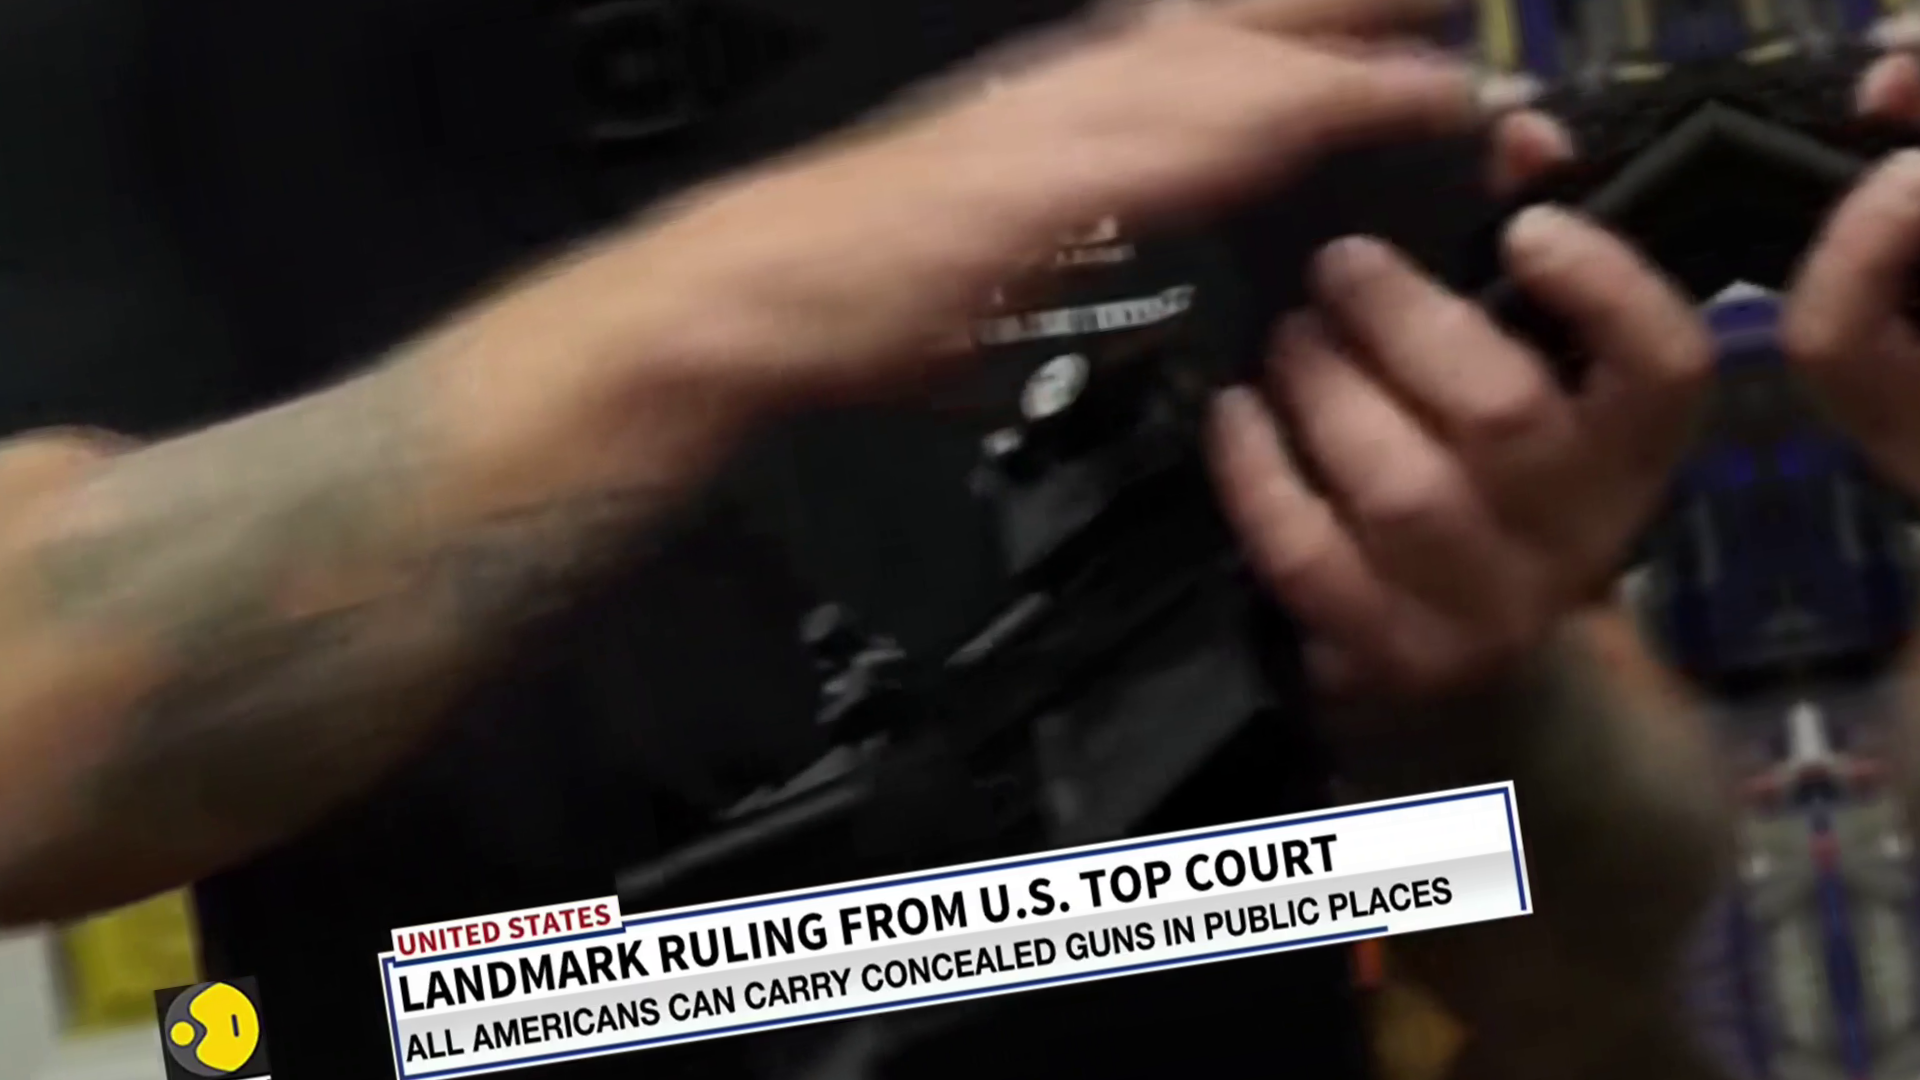 UNITED STATES
LANDMARK RULING FROM U.S. TOP COURT
ALL AMERICANS CAN CARRY CONCEALED GUNS IN PUBLIC PLACES